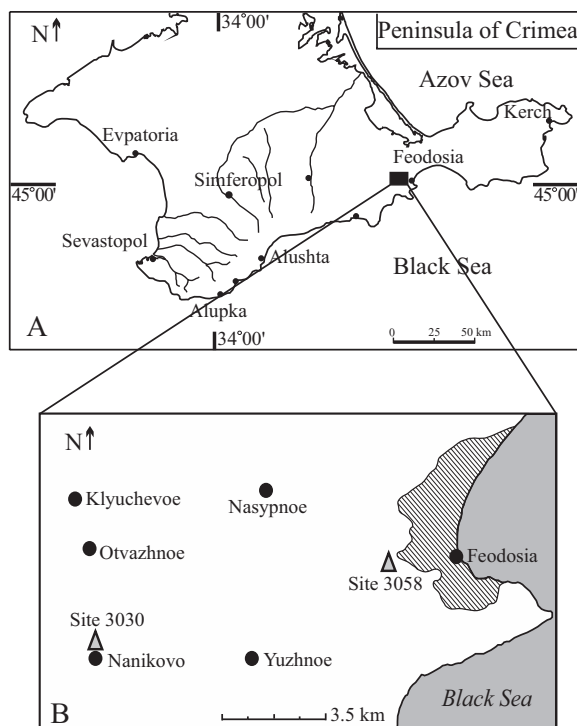 N
34°00'
Peninsula of Crimea
Azov Sea
Kerch
Evpatoria
Feodosia
Simferopol
45°00'
45°00'
Sevastopol
Alushta
Black Sea
Alupka
A
0 25 50 km
34°00'
N
Klyuchevoe
Nasypnoe
Otvazhnoe
Feodosia
Site 3058
Site 3030
Nanikovo
Yuzhnoe
B
3.5 km
Black Sea